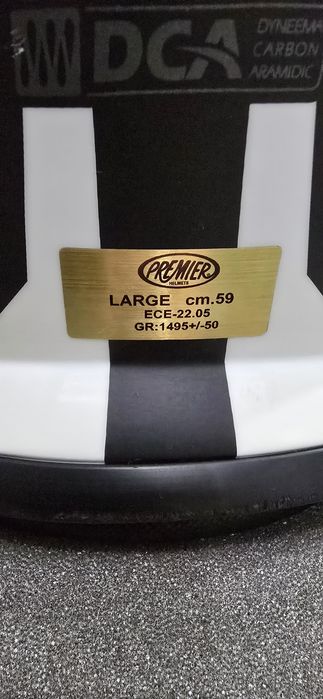 DCA
DYNEEMA
CARBON
ARAMIDIC
PREMIER
HELMETS
LARGE cm.59
ECE-22.05
GR:1495+/-50